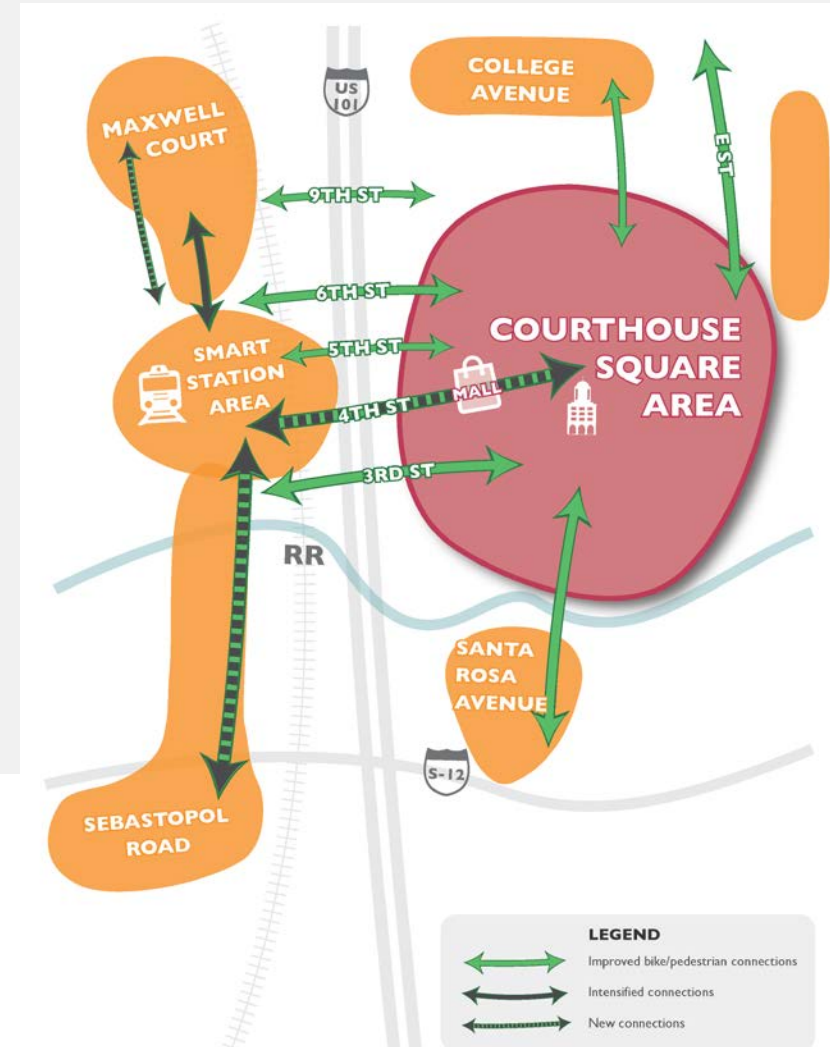 US
101
COLLEGE
AVENUE
MAXWELL
COURT
E ST
9TH ST
6TH ST
COURTHOUSE
SQUARE
AREA
SMART
STATION
AREA
5TH ST
MALL
4TH ST
3RD ST
RR
SANTA
ROSA
AVENUE
S-12
SEBASTOPOL
ROAD
LEGEND
Improved bike/pedestrian connections
Intensified connections
New connections